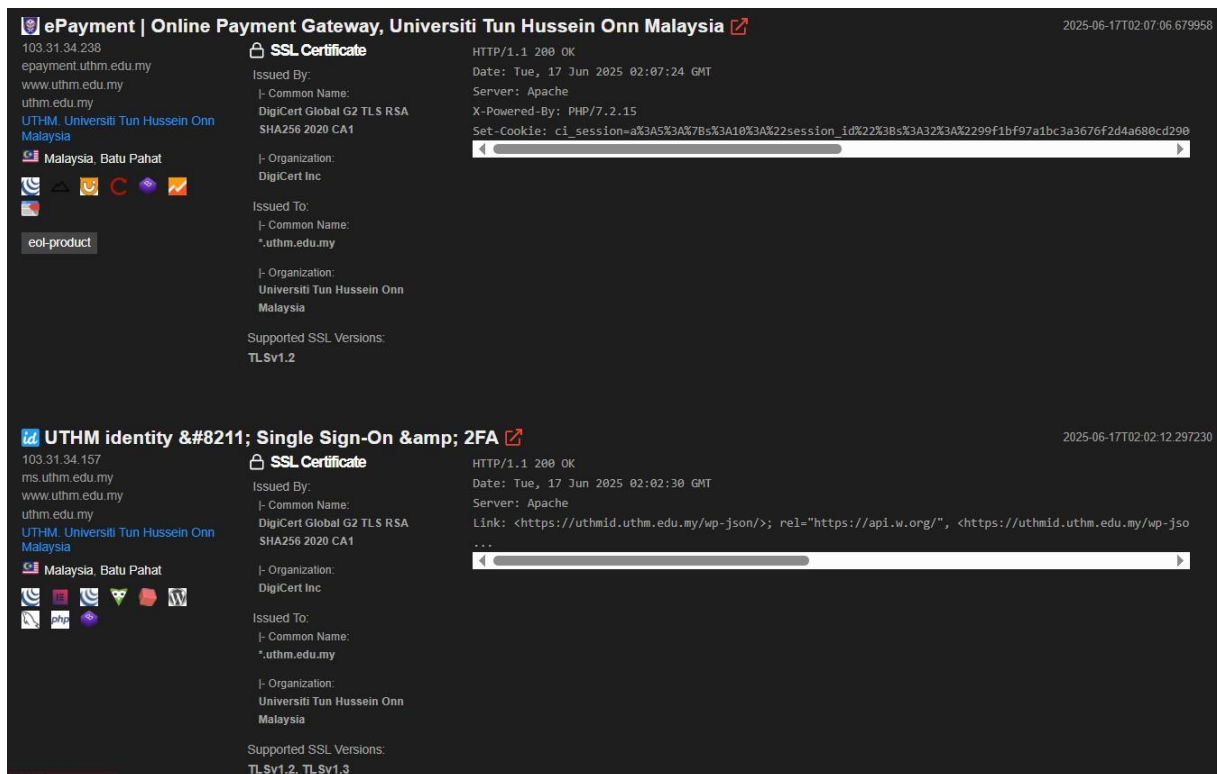 ePayment | Online Payment Gateway, Universiti Tun Hussein Onn Malaysia
2025-06-17T02:07:06.679958
103.31.34.238
epayment.uthm.edu.my
www.uthm.edu.my
uthm.edu.my
UTHM. Universiti Tun Hussein Onn
Malaysia
Malaysia, Batu Pahat
eol-product
SSL Certificate
Issued By:
|- Common Name:
DigiCert Global G2 TLS RSA
SHA256 2020 CA1
|- Organization:
DigiCert Inc
Issued To:
|- Common Name:
*.uthm.edu.my
|- Organization:
Universiti Tun Hussein Onn
Malaysia
Supported SSL Versions:
TLSv1.2
HTTP/1.1 200 OK
Date: Tue, 17 Jun 2025 02:07:24 GMT
Server: Apache
X-Powered-By: PHP/7.2.15
Set-Cookie: ci_session=a%3A5%3A%7Bs%3A10%3A%22session_id%22%3Bs%3A32%3A%2299f1bf97a1bc3a3676f2d4a680cd290
UTHM identity &#8211; Single Sign-On &amp; 2FA
2025-06-17T02:02:12.297230
103.31.34.157
ms.uthm.edu.my
www.uthm.edu.my
uthm.edu.my
UTHM. Universiti Tun Hussein Onn
Malaysia
Malaysia, Batu Pahat
php
SSL Certificate
Issued By:
|- Common Name:
DigiCert Global G2 TLS RSA
SHA256 2020 CA1
|- Organization:
DigiCert Inc
Issued To:
|- Common Name:
*.uthm.edu.my
|- Organization:
Universiti Tun Hussein Onn
Malaysia
Supported SSL Versions:
TLSv1.2, TLSv1.3
HTTP/1.1 200 OK
Date: Tue, 17 Jun 2025 02:02:30 GMT
Server: Apache
Link: <https://uthmid.uthm.edu.my/wp-json/>; rel="https://api.w.org/", <https://uthmid.uthm.edu.my/wp-jso
...